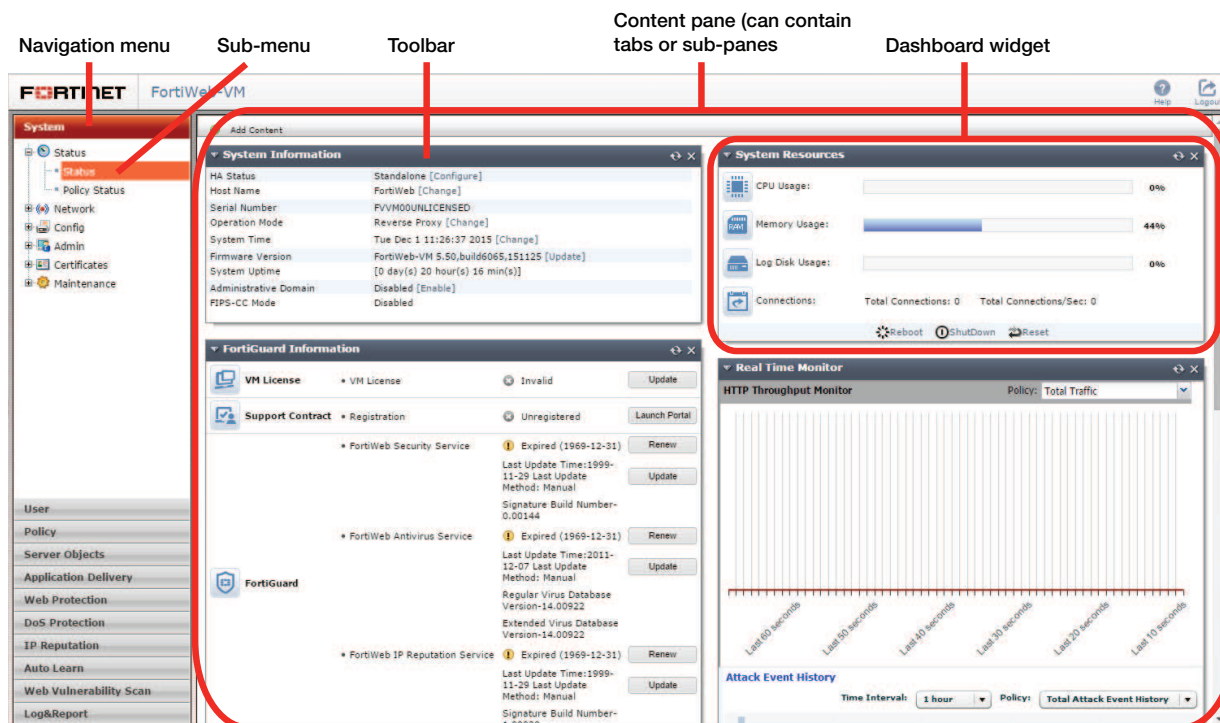 Navigation menu
Sub-menu
Toolbar
Content pane (can contain
tabs or sub-panes
Dashboard widget
FORTINET
FortiWeb-VM
Help
Logout
System
Status
Status
Policy Status
Network
Config
Admin
Certificates
Maintenance
User
Policy
Server Objects
Application Delivery
Web Protection
DoS Protection
IP Reputation
Auto Learn
Web Vulnerability Scan
Log&Report
Add Content
System Information
HA Status Standalone [Configure]
Host Name FortiWeb [Change]
Serial Number FVVM00UNLICENSED
Operation Mode Reverse Proxy [Change]
System Time Tue Dec 1 11:26:37 2015 [Change]
Firmware Version FortiWeb-VM 5.50,build6065,151125 [Update]
System Uptime [0 day(s) 20 hour(s) 16 min(s)]
Administrative Domain Disabled [Enable]
FIPS-CC Mode Disabled
FortiGuard Information
VM License • VM License Invalid Update
Support Contract • Registration Unregistered Launch Portal
FortiGuard
• FortiWeb Security Service Expired (1969-12-31) Renew
Last Update Time:1999-
11-29 Last Update Update
Method: Manual
Signature Build Number-
0.00144
• FortiWeb Antivirus Service Expired (1969-12-31) Renew
Last Update Time:2011-
12-07 Last Update Update
Method: Manual
Regular Virus Database
Version-14.00922
Extended Virus Database
Version-14.00922
• FortiWeb IP Reputation Service Expired (1969-12-31) Renew
Last Update Time:1999-
11-29 Last Update Update
Method: Manual
Signature Build Number-
System Resources
CPU Usage: 0%
RAM
Memory Usage: 44%
Log Disk Usage: 0%
Connections: Total Connections: 0 Total Connections/Sec: 0
Reboot ShutDown Reset
Real Time Monitor
HTTP Throughput Monitor Policy: Total Traffic
Last 60 seconds
Last 50 seconds
Last 40 seconds
Last 30 seconds
Last 20 seconds
Last 10 seconds
Attack Event History
Time Interval: 1 hour Policy: Total Attack Event History